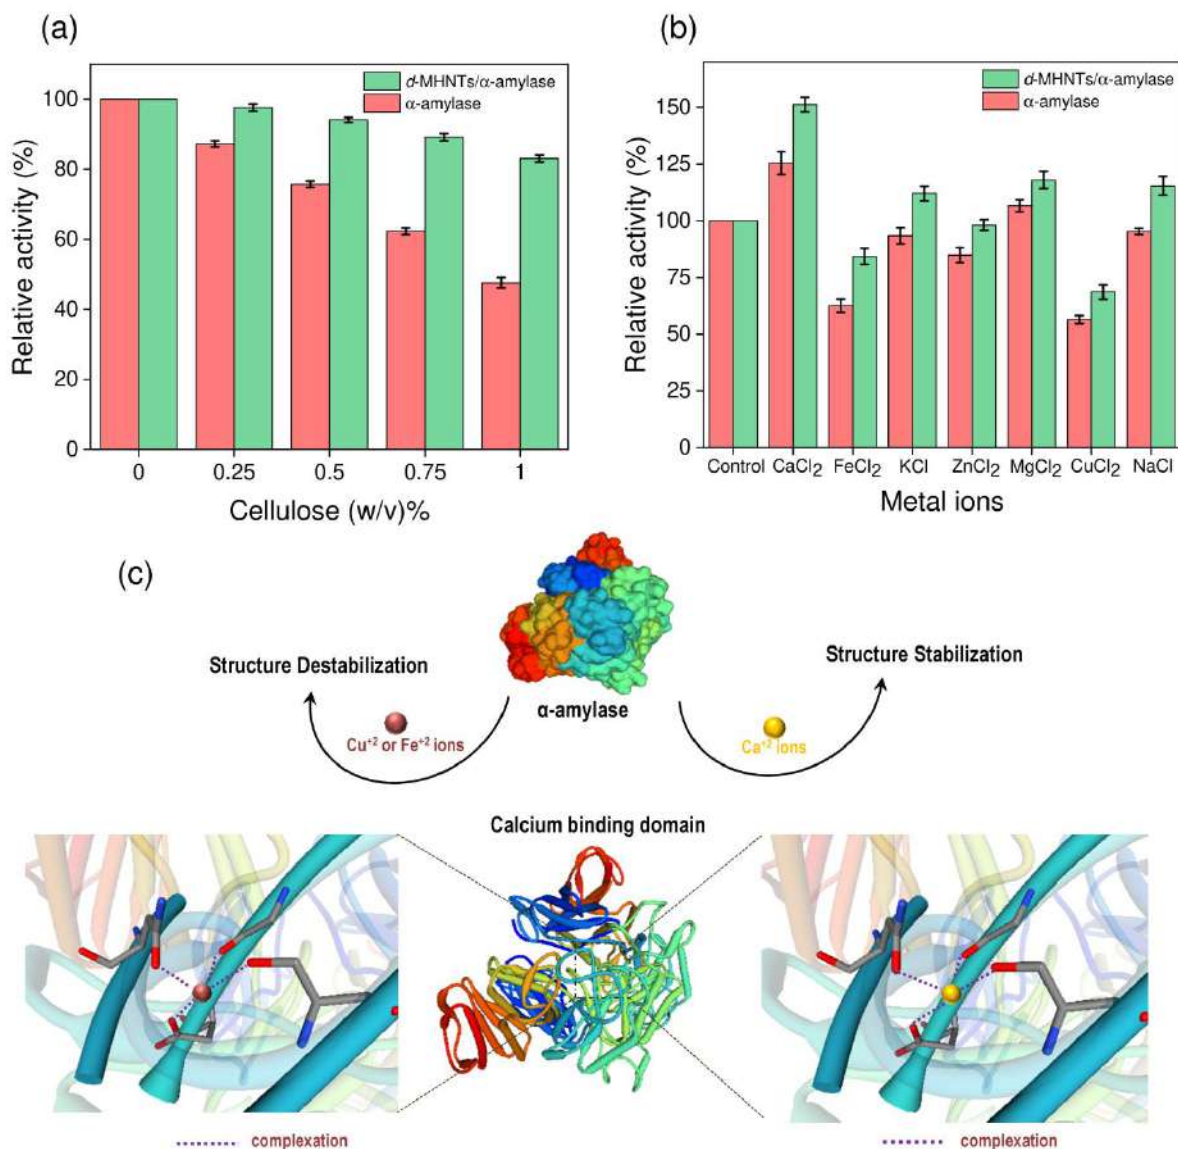 (a)
d-MHNTs/α-amylase
α-amylase
Relative activity (%)
100
80
60
40
20
0
0 0.25 0.5 0.75 1
Cellulose (w/v)%
(b)
d-MHNTs/α-amylase
α-amylase
Relative activity (%)
150
125
100
75
50
25
0
Control CaCl2 FeCl2 KCl ZnCl2 MgCl2 CuCl2 NaCl
Metal ions
(c)
Structure Destabilization
Structure Stabilization
α-amylase
Cu+2 or Fe+2 ions
Ca+2 ions
Calcium binding domain
complexation
complexation